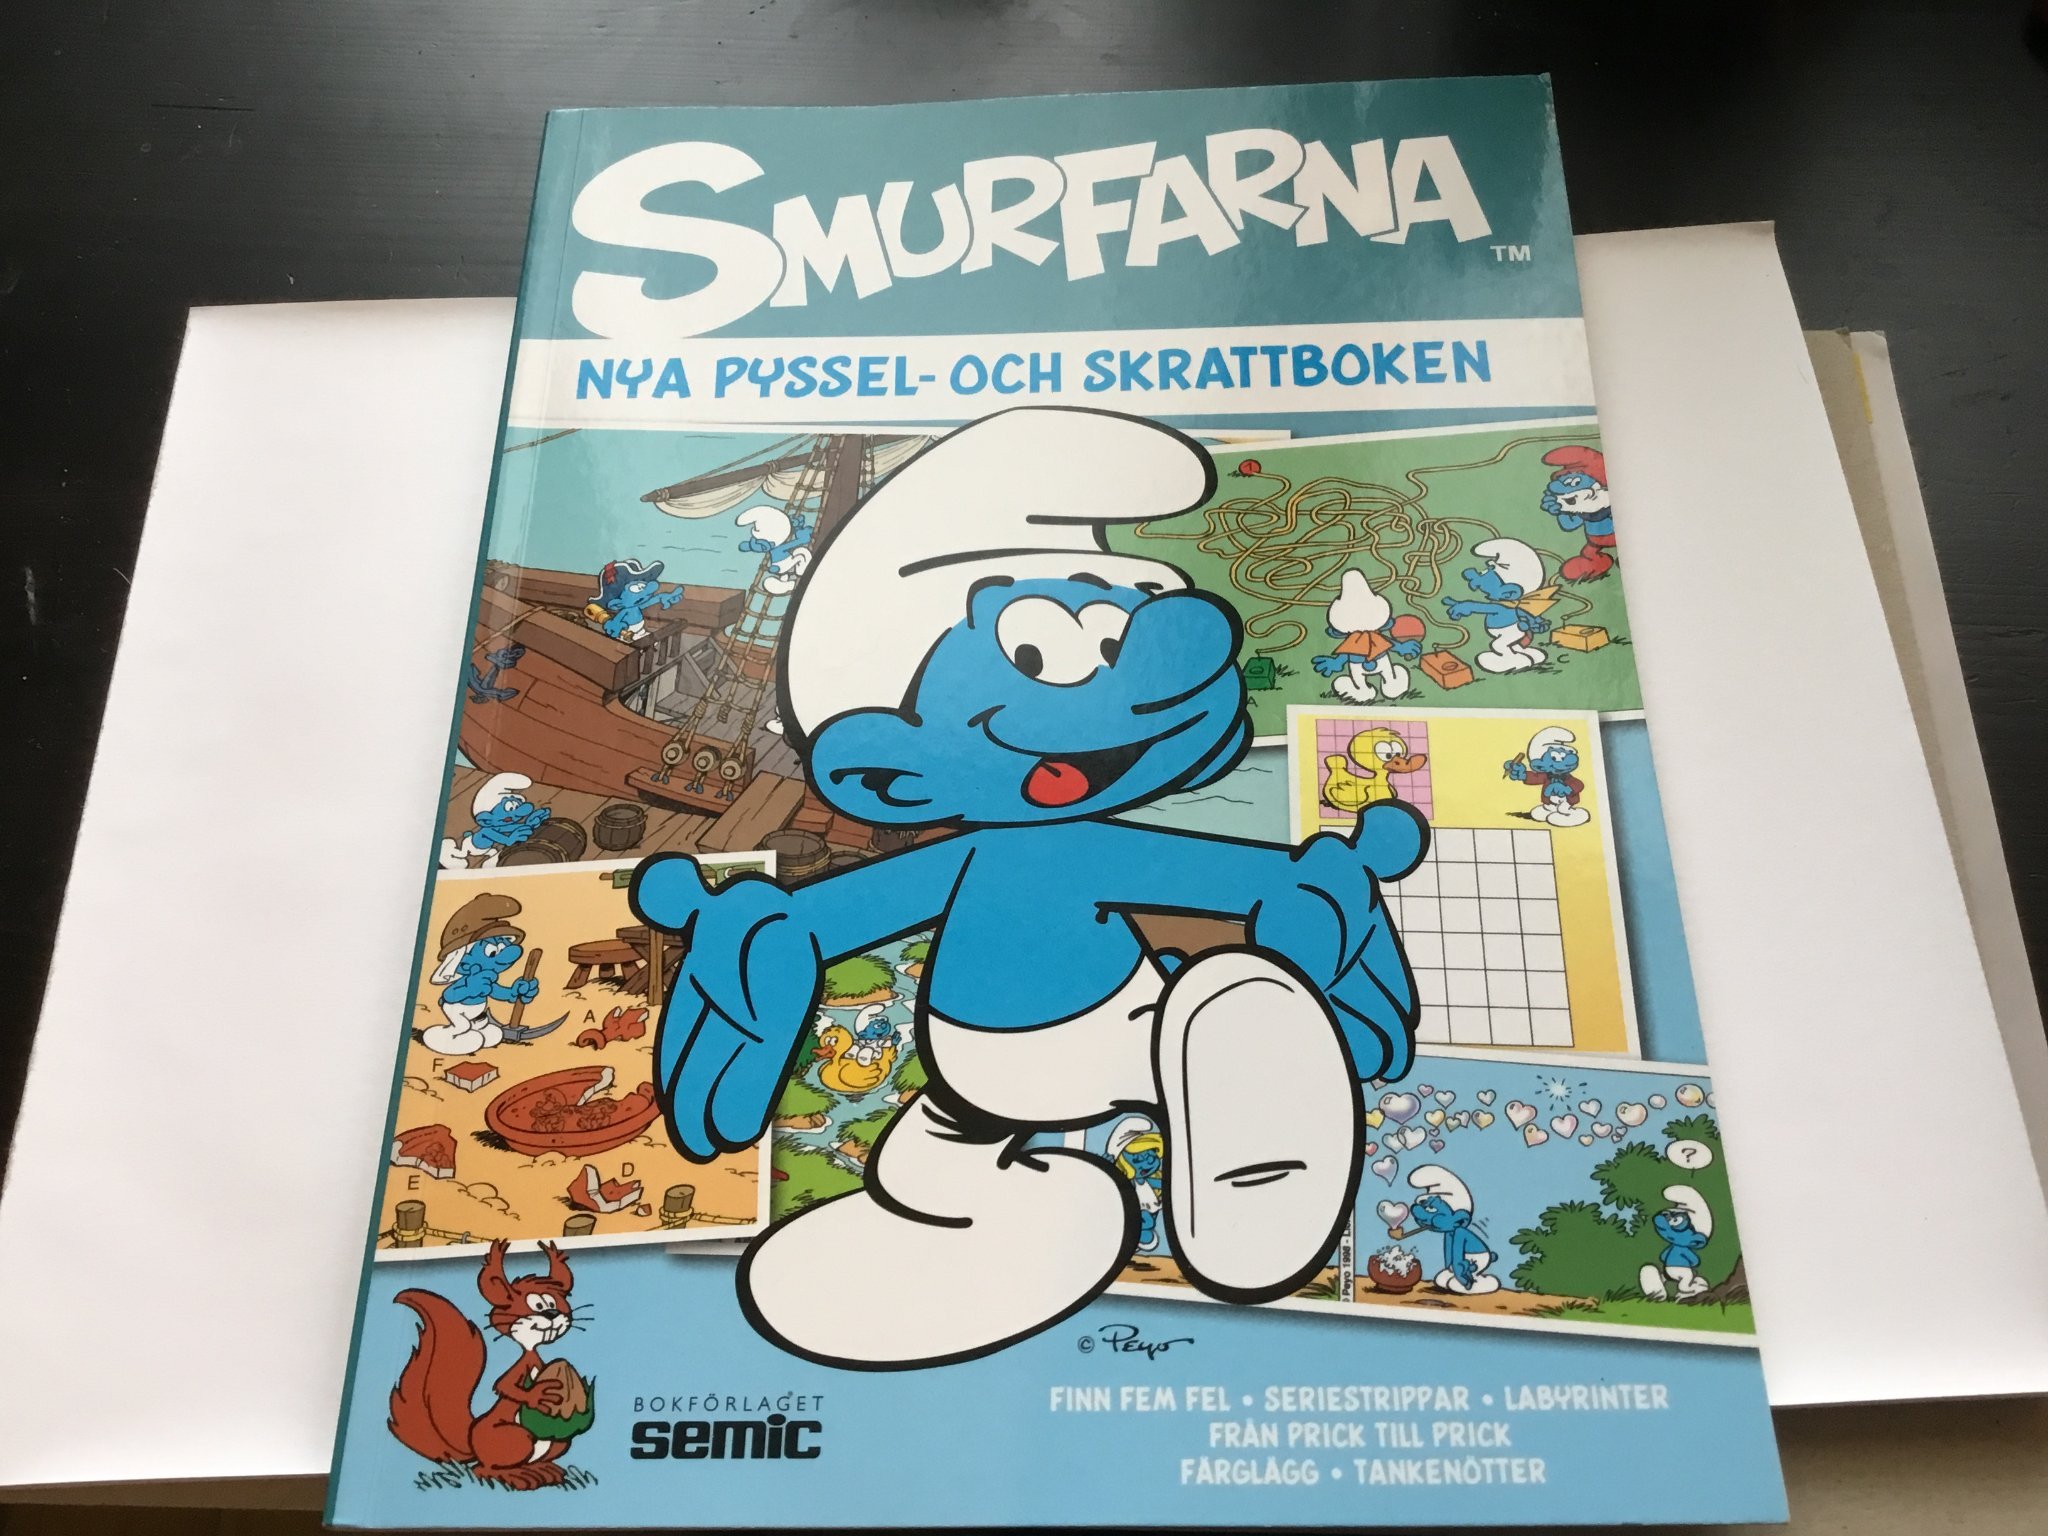 SMURFARNA
TM
NYA PYSSEL- OCH SKRATTBOKEN
1
A
C
A
F
E
D
?
© Peyo
BOKFÖRLAGET
semic
FINN FEM FEL • SERIESTRIPPAR • LABYRINTER
FRÅN PRICK TILL PRICK
FÄRGLÄGG • TANKENÖTTER